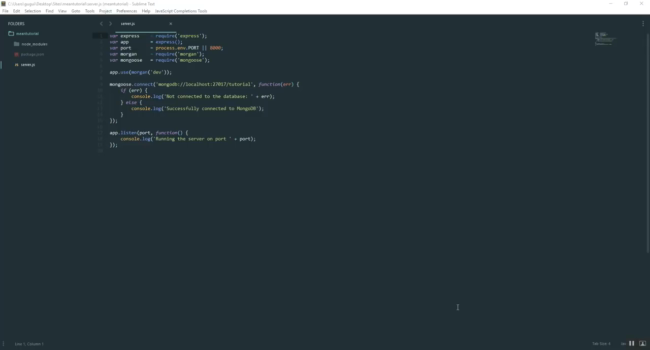 C:\Users\gugui\Desktop\Sites\meantutorial\server.js (meantutorial) - Sublime Text
File Edit Selection Find View Goto Tools Project Preferences Help JavaScript Completions Tools
FOLDERS
meantutorial
node_modules
package.json
server.js
server.js
var express = require('express');
var app = express();
var port = process.env.PORT || 8080;
var morgan = require('morgan');
var mongoose = require('mongoose');
app.use(morgan('dev'));
mongoose.connect('mongodb://localhost:27017/tutorial', function(err) {
if (err) {
console.log('Not connected to the database: ' + err);
} else {
console.log('Successfully connected to MongoDB');
}
});
app.listen(port, function() {
console.log('Running the server on port ' + port);
});
Line 1, Column 1
Tab Size: 4